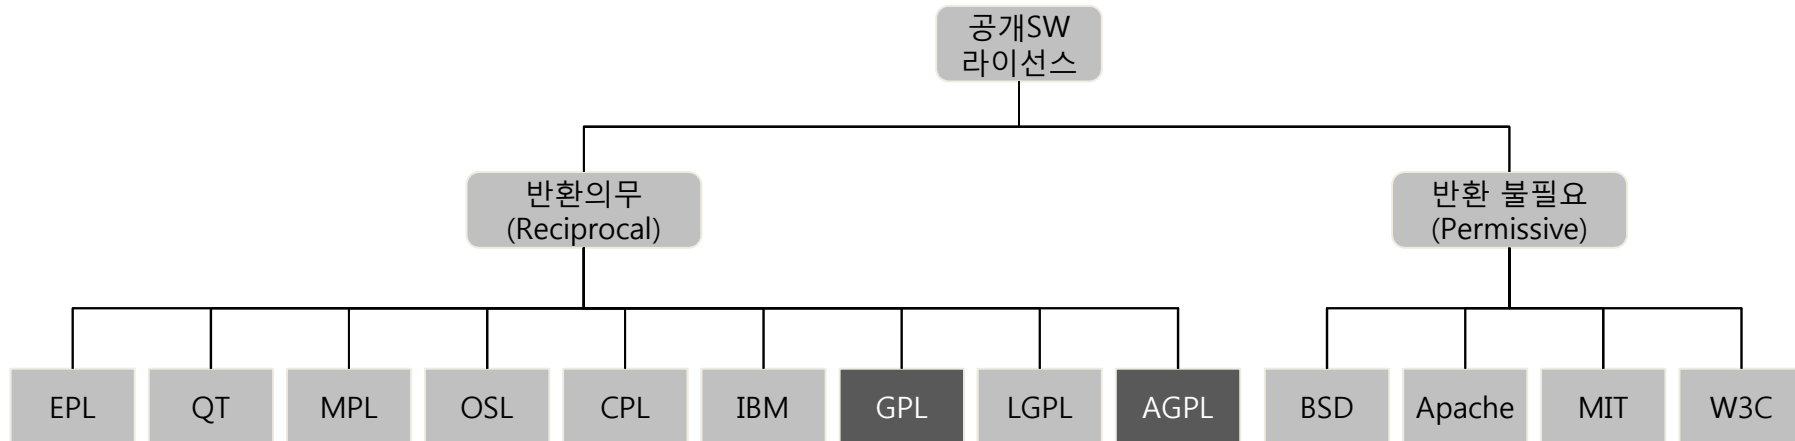 공개SW
라이선스
반환의무
(Reciprocal)
반환 불필요
(Permissive)
EPL
QT
MPL
OSL
CPL
IBM
GPL
LGPL
AGPL
BSD
Apache
MIT
W3C